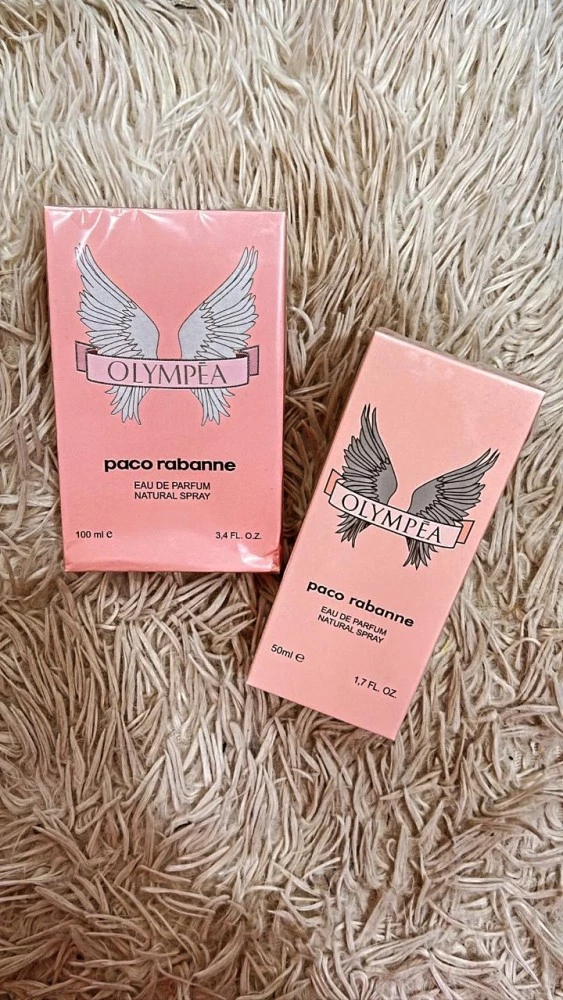 OLYMPĒA
paco rabanne
EAU DE PARFUM
NATURAL SPRAY
100 ml e 3,4 FL. O.Z.
OLYMPĒA
paco rabanne
EAU DE PARFUM
NATURAL SPRAY
50ml e 1,7 FL. OZ.